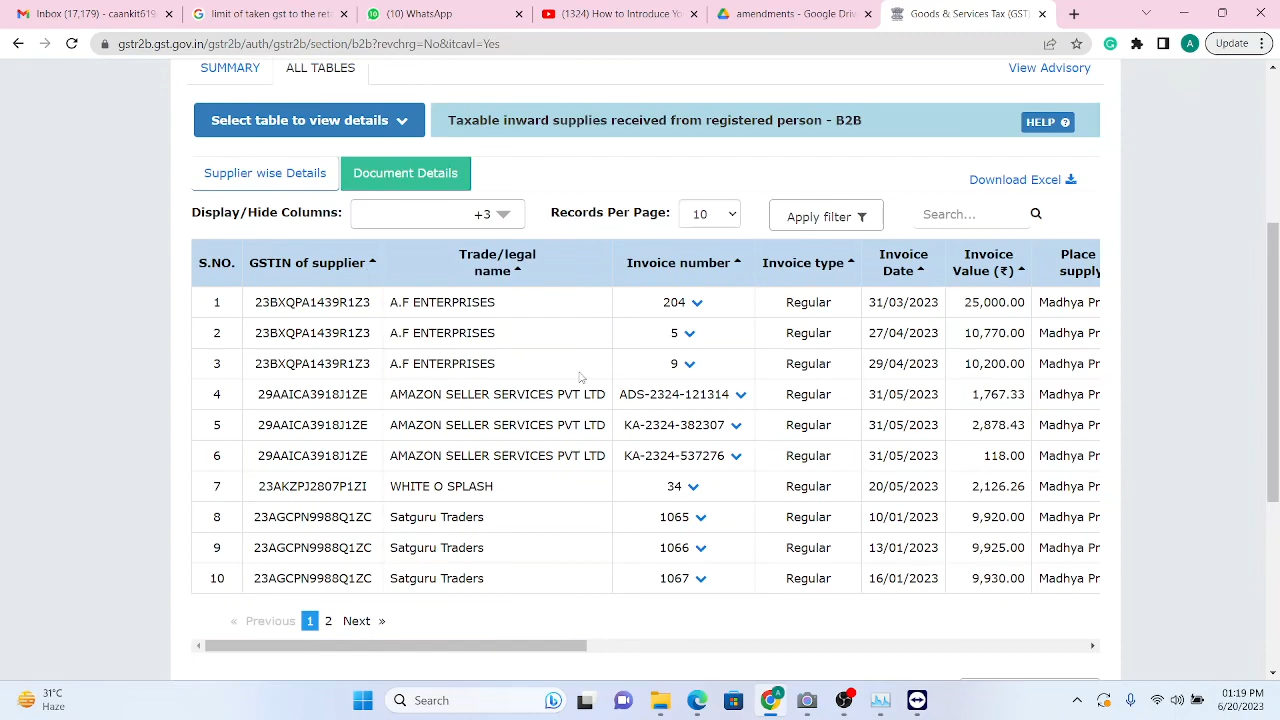 Inbox (17,179) - cankit619
limit of taken gst to the reta
(10) WhatsApp
(1324) How to Introduce Yo
amendments - Google Drive
Goods & Services Tax (GST)
gstr2b.gst.gov.in/gstr2b/auth/gstr2b/section/b2b?revchrg=N&itcavl=Yes
A
Update
SUMMARY
ALL TABLES
View Advisory
Select table to view details
Taxable inward supplies received from registered person - B2B
HELP
Supplier wise Details
Document Details
Download Excel
Display/Hide Columns: +3 Records Per Page: 10 Apply filter Search...
S.NO. GSTIN of supplier Trade/legal name Invoice number Invoice type Invoice Date Invoice Value (₹) Place supply
1 23BXQPA1439R1Z3 A.F ENTERPRISES 204 Regular 31/03/2023 25,000.00 Madhya Pr
2 23BXQPA1439R1Z3 A.F ENTERPRISES 5 Regular 27/04/2023 10,770.00 Madhya Pr
3 23BXQPA1439R1Z3 A.F ENTERPRISES 9 Regular 29/04/2023 10,200.00 Madhya Pr
4 29AAICA3918J1ZE AMAZON SELLER SERVICES PVT LTD ADS-2324-121314 Regular 31/05/2023 1,767.33 Madhya Pr
5 29AAICA3918J1ZE AMAZON SELLER SERVICES PVT LTD KA-2324-382307 Regular 31/05/2023 2,878.43 Madhya Pr
6 29AAICA3918J1ZE AMAZON SELLER SERVICES PVT LTD KA-2324-537276 Regular 31/05/2023 118.00 Madhya Pr
7 23AKZPJ2807P1ZI WHITE O SPLASH 34 Regular 20/05/2023 2,126.26 Madhya Pr
8 23AGCPN9988Q1ZC Satguru Traders 1065 Regular 10/01/2023 9,920.00 Madhya Pr
9 23AGCPN9988Q1ZC Satguru Traders 1066 Regular 13/01/2023 9,925.00 Madhya Pr
10 23AGCPN9988Q1ZC Satguru Traders 1067 Regular 16/01/2023 9,930.00 Madhya Pr
« Previous 1 2 Next »
31°C
Haze
Search
01:19 PM
6/20/2023